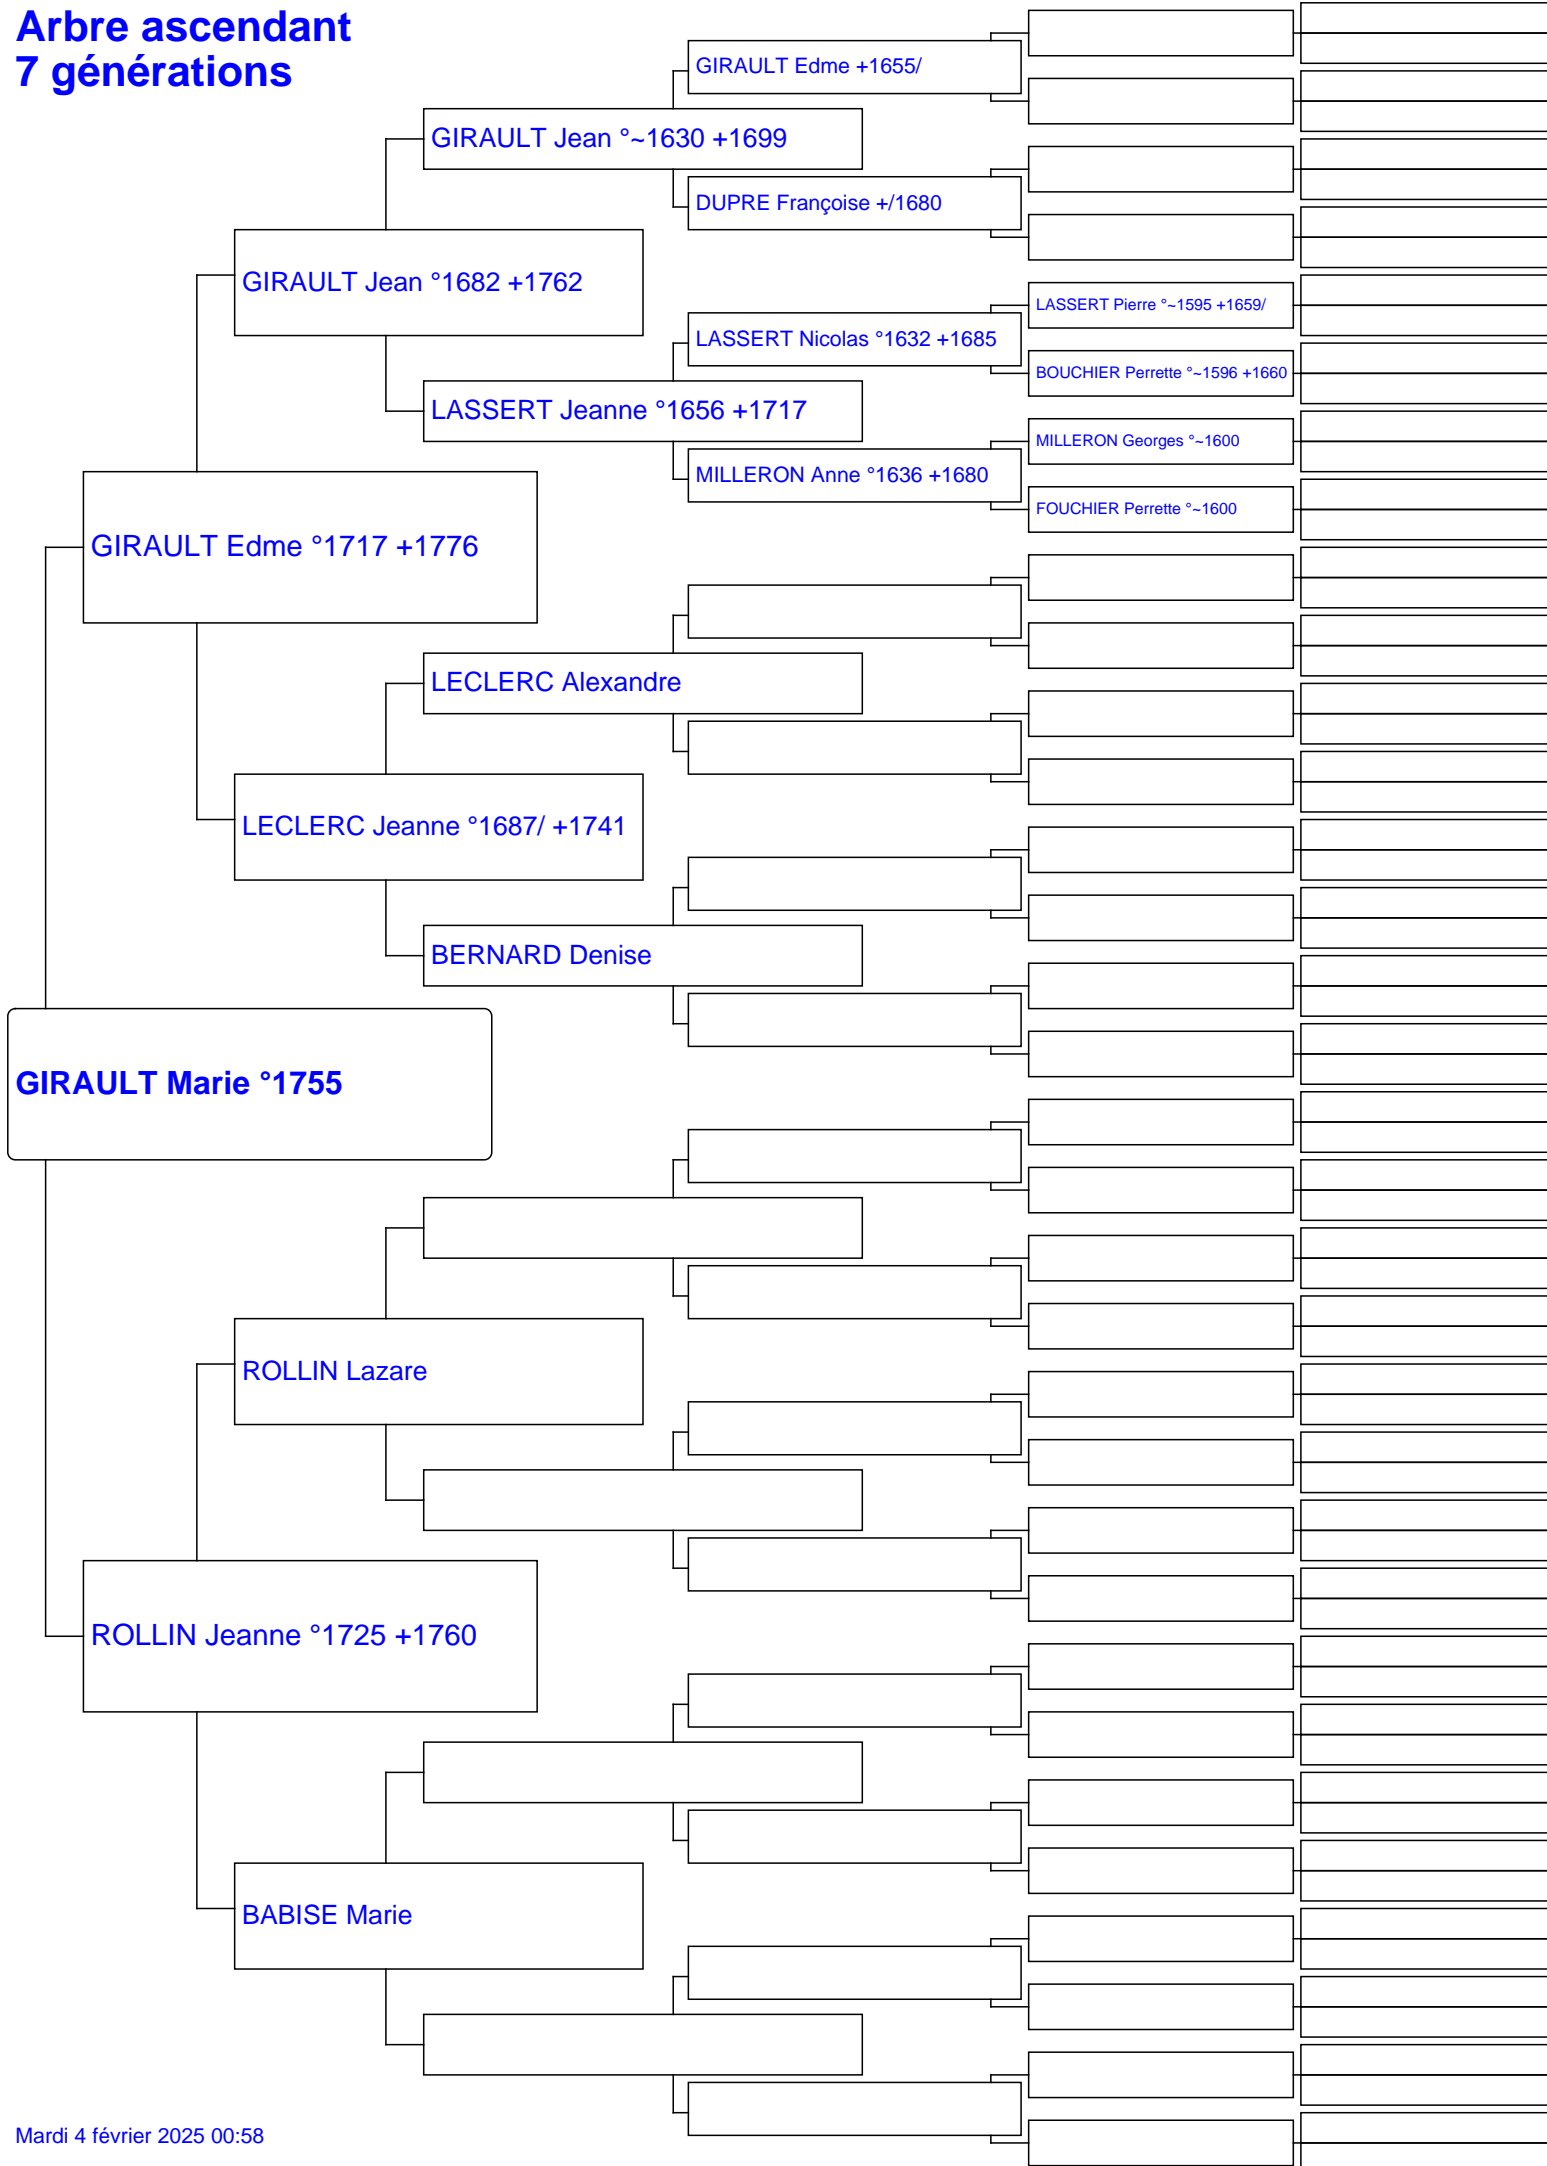 Arbre ascendant
7 générations
GIRAULT Edme +1655/
GIRAULT Jean °~1630 +1699
DUPRE Françoise +/1680
GIRAULT Jean °1682 +1762
LASSERT Pierre °~1595 +1659/
LASSERT Nicolas °1632 +1685
BOUCHIER Perrette °~1596 +1660
LASSERT Jeanne °1656 +1717
MILLERON Georges °~1600
MILLERON Anne °1636 +1680
FOUCHIER Perrette °~1600
GIRAULT Edme °1717 +1776
LECLERC Alexandre
LECLERC Jeanne °1687/ +1741
BERNARD Denise
GIRAULT Marie °1755
ROLLIN Lazare
ROLLIN Jeanne °1725 +1760
BABISE Marie
Mardi 4 février 2025 00:58